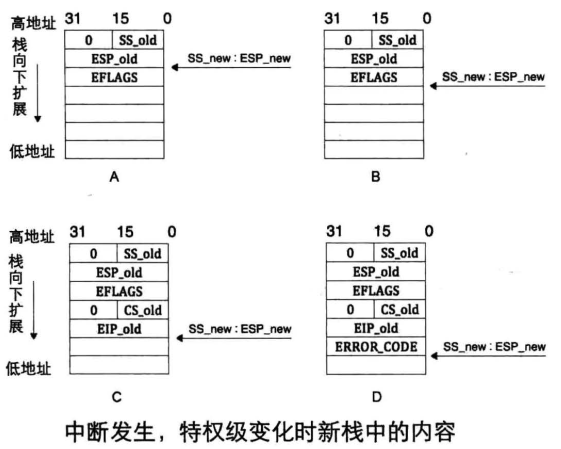 高地址 31 15 0 31 15 0
栈向下扩展 0 SS_old 0 SS_old
ESP_old SS_new : ESP_new ESP_old
EFLAGS EFLAGS SS_new : ESP_new
低地址
A B
高地址 31 15 0 31 15 0
栈向下扩展 0 SS_old 0 SS_old
ESP_old ESP_old
EFLAGS EFLAGS
0 CS_old 0 CS_old
EIP_old SS_new : ESP_new EIP_old
ERROR_CODE SS_new : ESP_new
低地址
C D
中断发生，特权级变化时新栈中的内容